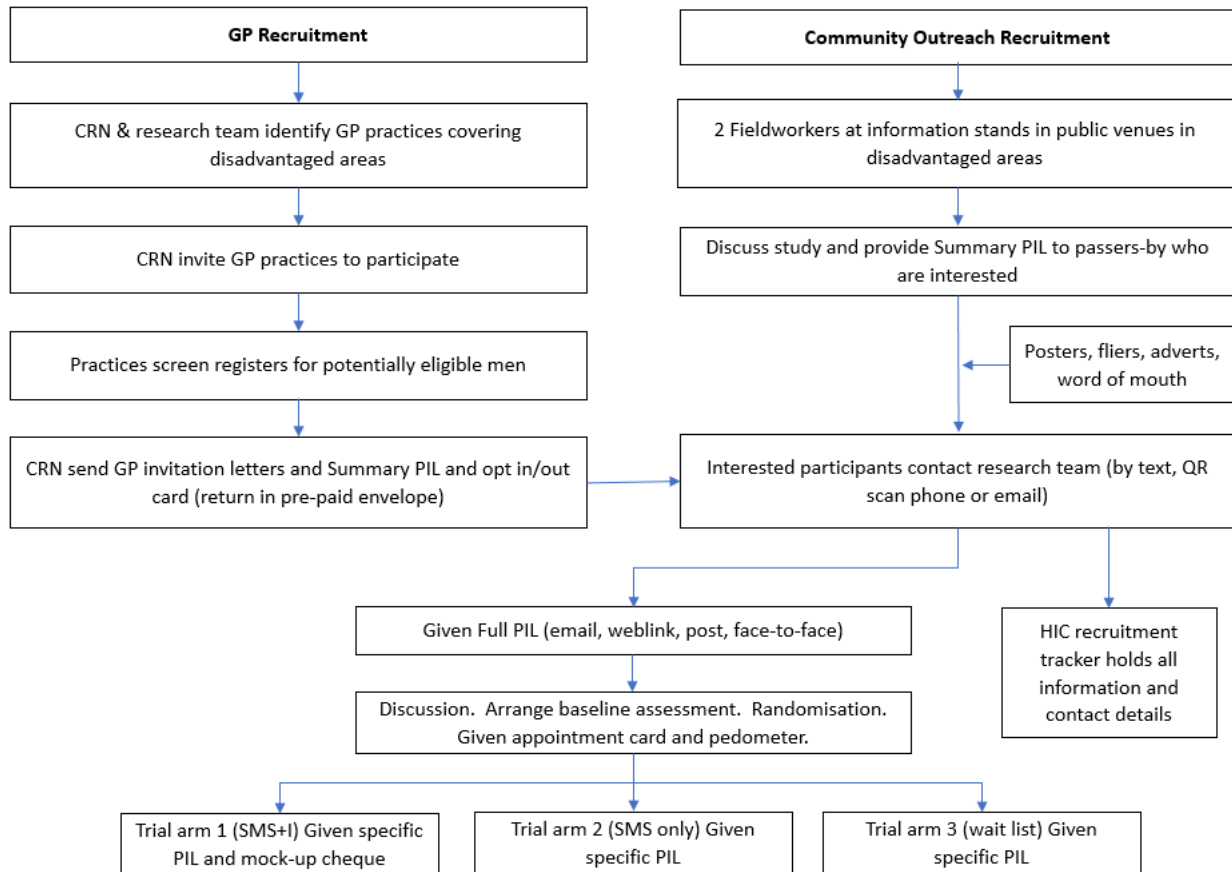 GP Recruitment
CRN & research team identify GP practices covering
disadvantaged areas
CRN invite GP practices to participate
Practices screen registers for potentially eligible men
CRN send GP invitation letters and Summary PIL and opt in/out
card (return in pre-paid envelope)
Community Outreach Recruitment
2 Fieldworkers at information stands in public venues in
disadvantaged areas
Discuss study and provide Summary PIL to passers-by who
are interested
Posters, fliers, adverts,
word of mouth
Interested participants contact research team (by text, QR
scan phone or email)
Given Full PIL (email, weblink, post, face-to-face)
HIC recruitment
tracker holds all
information and
contact details
Discussion. Arrange baseline assessment. Randomisation.
Given appointment card and pedometer.
Trial arm 1 (SMS+I) Given specific
PIL and mock-up cheque
Trial arm 2 (SMS only) Given
specific PIL
Trial arm 3 (wait list) Given
specific PIL